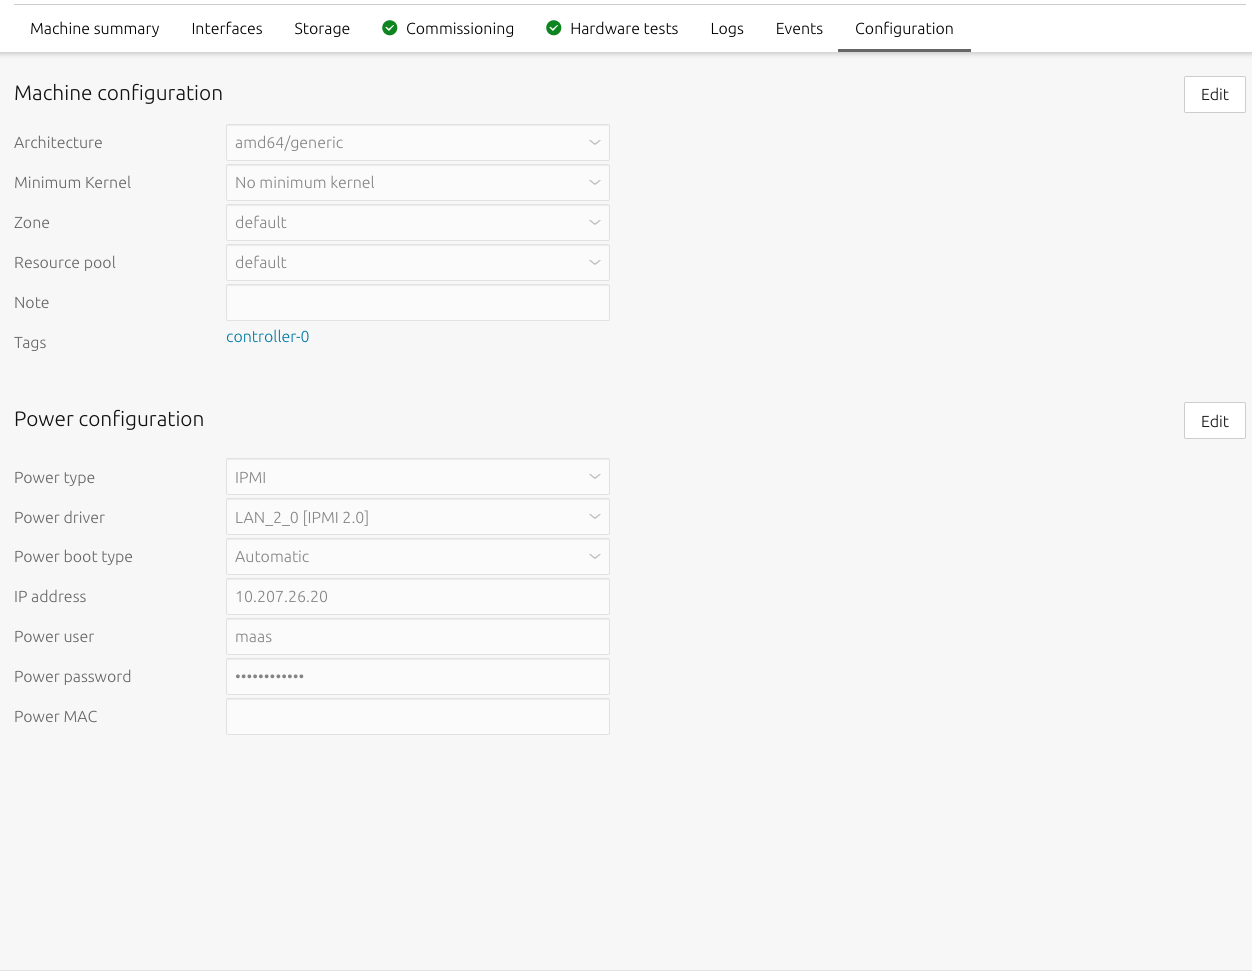 Machine summary Interfaces Storage Commissioning Hardware tests Logs Events Configuration
Machine configuration Edit
Architecture amd64/generic
Minimum Kernel No minimum kernel
Zone default
Resource pool default
Note
Tags controller-0
Power configuration Edit
Power type IPMI
Power driver LAN_2_0 [IPMI 2.0]
Power boot type Automatic
IP address 10.207.26.20
Power user maas
Power password ••••••••••••
Power MAC